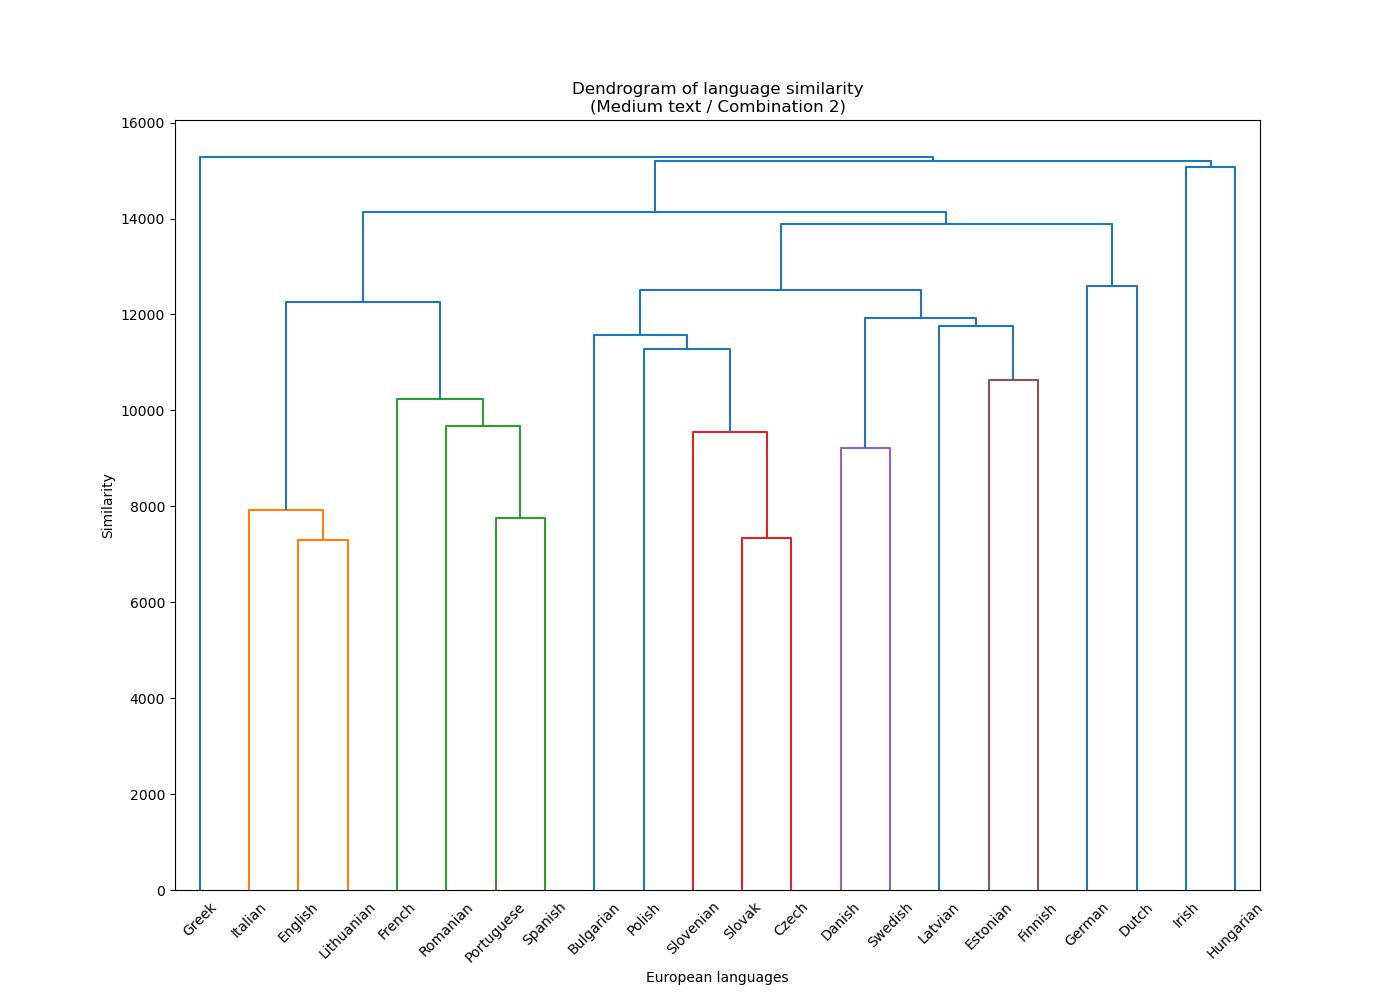 Dendrogram of language similarity
(Medium text / Combination 2)
16000
14000
12000
10000
8000
6000
4000
2000
0
Similarity
Greek
Italian
English
Lithuanian
French
Romanian
Portuguese
Spanish
Bulgarian
Polish
Slovenian
Slovak
Czech
Danish
Swedish
Latvian
Estonian
Finnish
German
Dutch
Irish
Hungarian
European languages